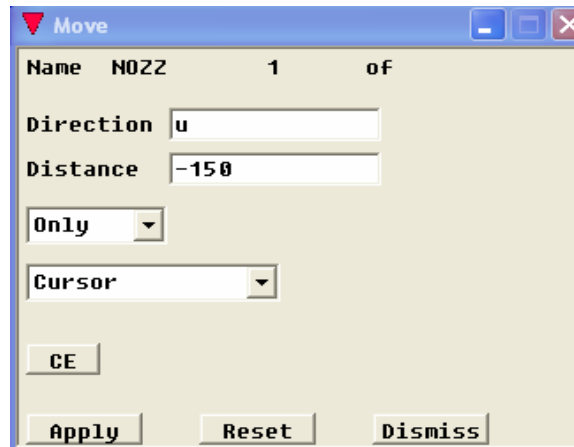 Move
Name NOZZ 1 of
Direction u
Distance -150
Only
Cursor
CE
Apply Reset Dismiss